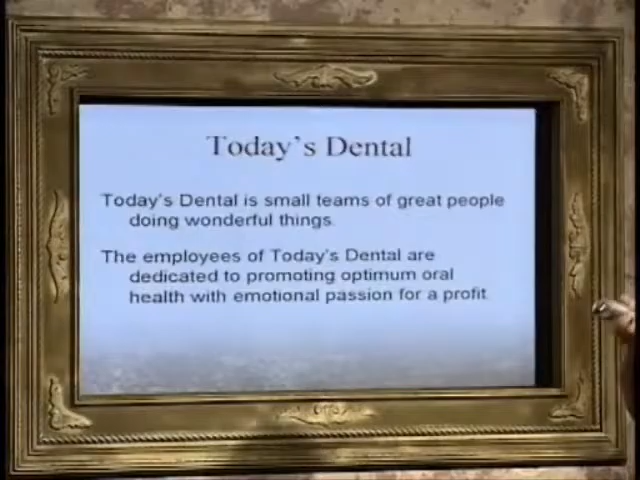 Today's Dental
Today's Dental is small teams of great people
doing wonderful things
The employees of Today's Dental are
dedicated to promoting optimum oral
health with emotional passion for a profit